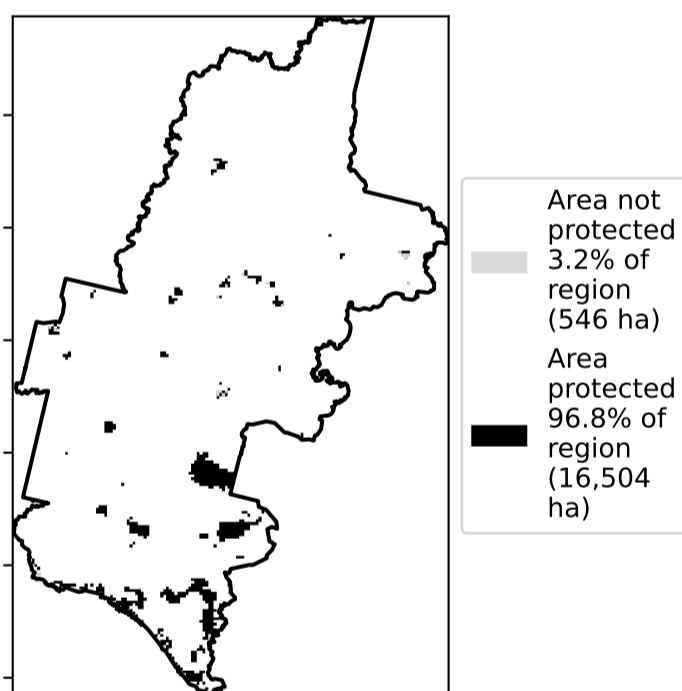 Area not
protected
3.2% of
region
(546 ha)
Area
protected
96.8% of
region
(16,504
ha)